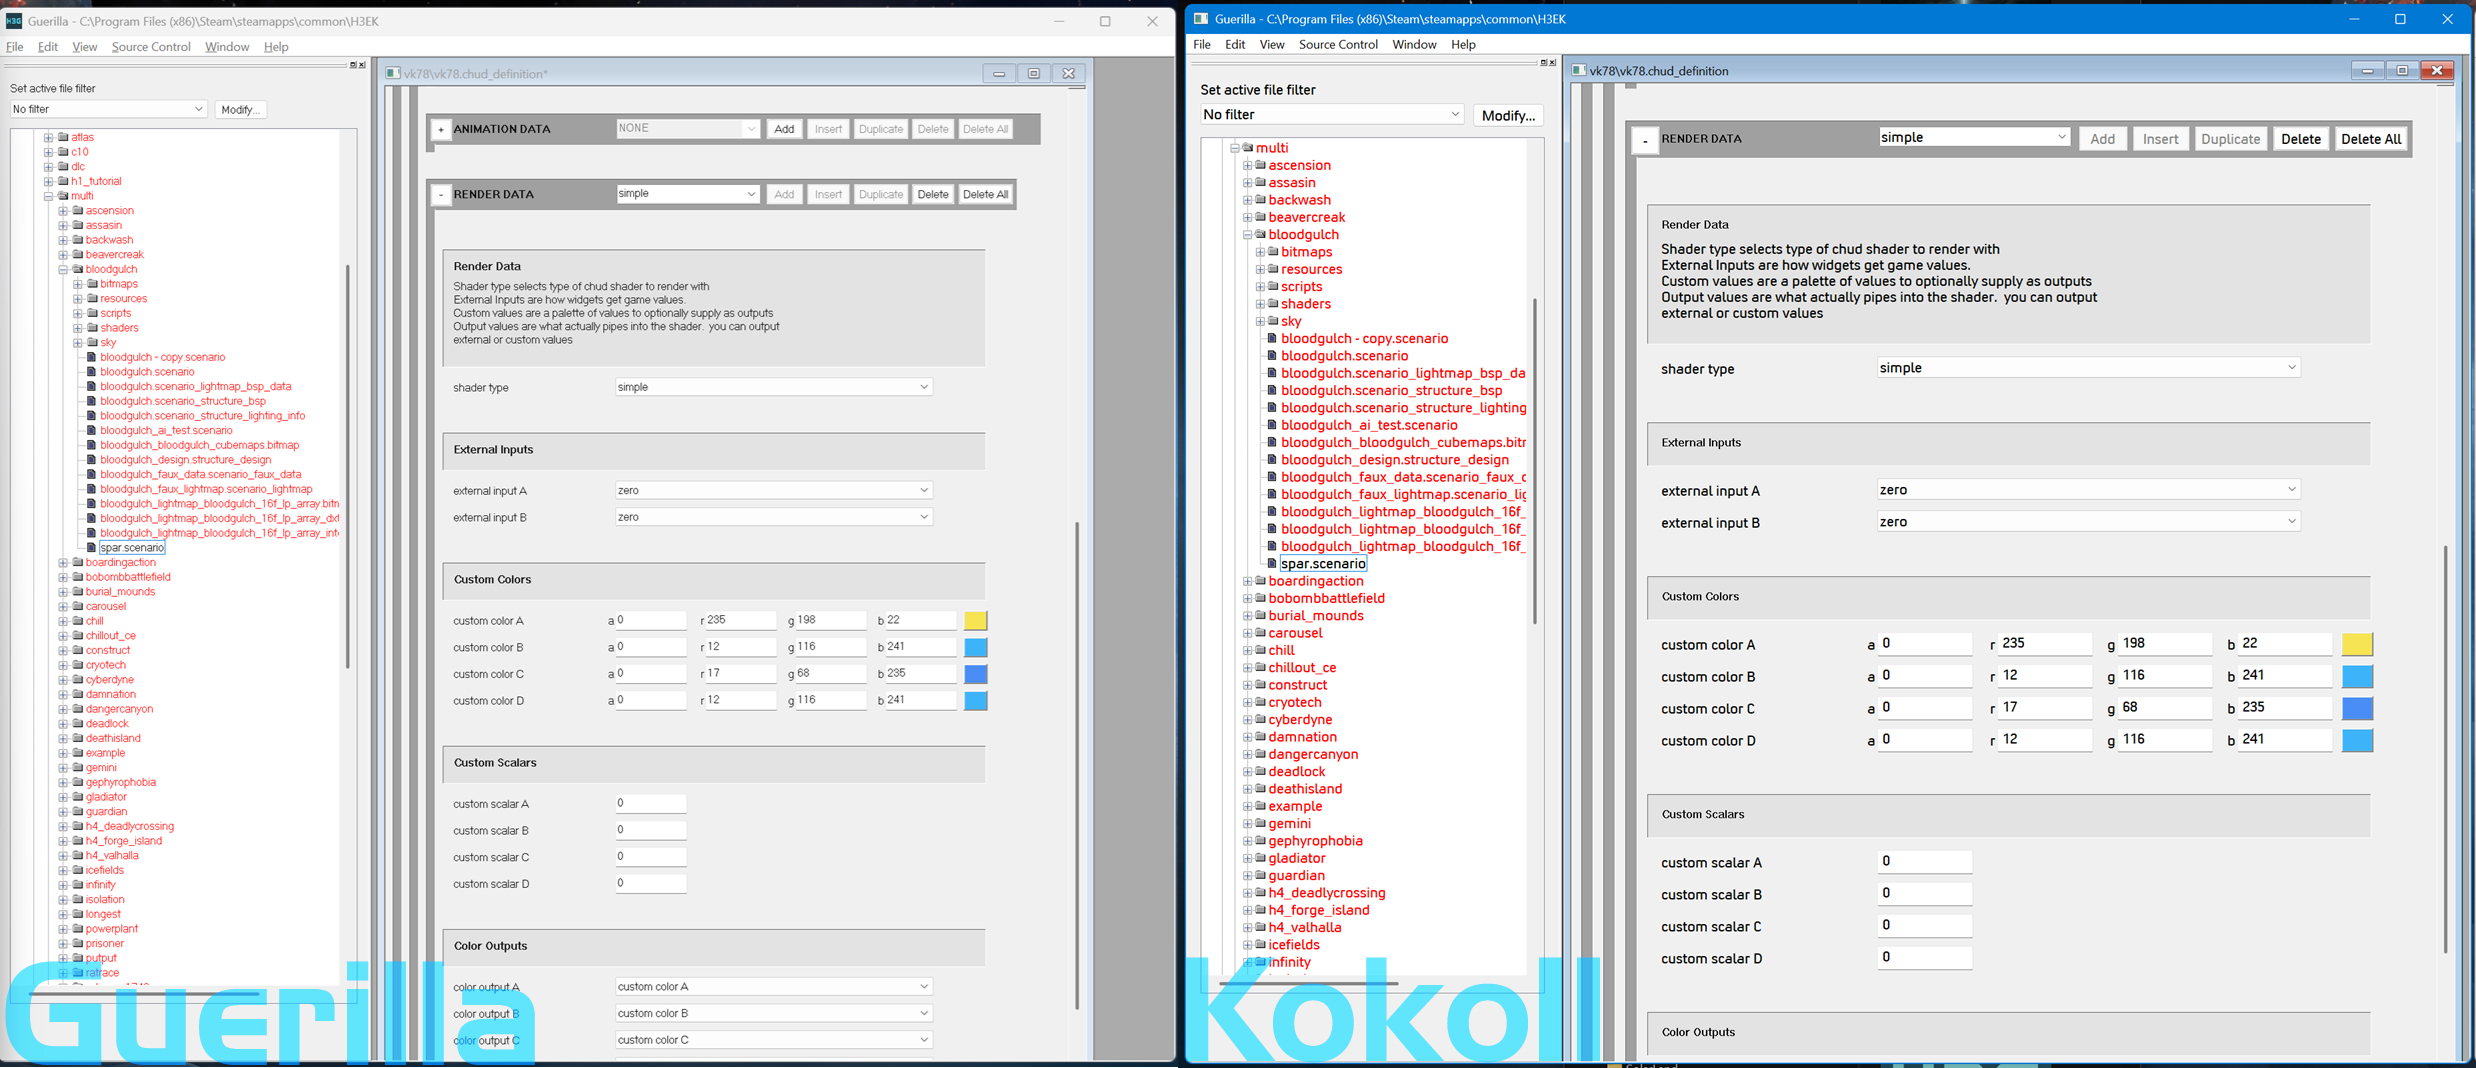 H3G Guerilla - C:\Program Files (x86)\Steam\steamapps\common\H3EK
File Edit View Source Control Window Help
Set active file filter
No filter Modify...
atlas
c10
dlc
h1_tutorial
multi
ascension
assasin
backwash
beavercreak
bloodgulch
bitmaps
resources
scripts
shaders
sky
bloodgulch - copy.scenario
bloodgulch.scenario
bloodgulch.scenario_lightmap_bsp_data
bloodgulch.scenario_structure_bsp
bloodgulch.scenario_structure_lighting_info
bloodgulch_ai_test.scenario
bloodgulch_bloodgulch_cubemaps.bitmap
bloodgulch_design.structure_design
bloodgulch_faux_data.scenario_faux_data
bloodgulch_faux_lightmap.scenario_lightmap
bloodgulch_lightmap_bloodgulch_16f_lp_array.bitn
bloodgulch_lightmap_bloodgulch_16f_lp_array_dxt
bloodgulch_lightmap_bloodgulch_16f_lp_array_inte
spar.scenario
boardingaction
bobombbattlefield
burial_mounds
carousel
chill
chillout_ce
construct
cryotech
cyberdyne
damnation
dangercanyon
deadlock
deathisland
example
gemini
gephyrophobia
gladiator
guardian
h4_deadlycrossing
h4_forge_island
h4_valhalla
icefields
infinity
isolation
longest
powerplant
prisoner
putput
ratrace
Guerilla
vk78\vk78.chud_definition*
+ ANIMATION DATA NONE Add Insert Duplicate Delete Delete All
- RENDER DATA simple Add Insert Duplicate Delete Delete All
Render Data
Shader type selects type of chud shader to render with
External Inputs are how widgets get game values.
Custom values are a palette of values to optionally supply as outputs
Output values are what actually pipes into the shader. you can output
external or custom values
shader type simple
External Inputs
external input A zero
external input B zero
Custom Colors
custom color A a 0 r 235 g 198 b 22
custom color B a 0 r 12 g 116 b 241
custom color C a 0 r 17 g 68 b 235
custom color D a 0 r 12 g 116 b 241
Custom Scalars
custom scalar A 0
custom scalar B 0
custom scalar C 0
custom scalar D 0
Color Outputs
color output A custom color A
color output B custom color B
color output C custom color C
Guerilla - C:\Program Files (x86)\Steam\steamapps\common\H3EK
File Edit View Source Control Window Help
Set active file filter
No filter Modify...
multi
ascension
assasin
backwash
beavercreak
bloodgulch
bitmaps
resources
scripts
shaders
sky
bloodgulch - copy.scenario
bloodgulch.scenario
bloodgulch.scenario_lightmap_bsp_da
bloodgulch.scenario_structure_bsp
bloodgulch.scenario_structure_lighting
bloodgulch_ai_test.scenario
bloodgulch_bloodgulch_cubemaps.bitr
bloodgulch_design.structure_design
bloodgulch_faux_data.scenario_faux_c
bloodgulch_faux_lightmap.scenario_lig
bloodgulch_lightmap_bloodgulch_16f_
bloodgulch_lightmap_bloodgulch_16f_
bloodgulch_lightmap_bloodgulch_16f_
spar.scenario
boardingaction
bobombbattlefield
burial_mounds
carousel
chill
chillout_ce
construct
cryotech
cyberdyne
damnation
dangercanyon
deadlock
deathisland
example
gemini
gephyrophobia
gladiator
guardian
h4_deadlycrossing
h4_forge_island
h4_valhalla
icefields
infinity
Kokoll
vk78\vk78.chud_definition
- RENDER DATA simple Add Insert Duplicate Delete Delete All
Render Data
Shader type selects type of chud shader to render with
External Inputs are how widgets get game values.
Custom values are a palette of values to optionally supply as outputs
Output values are what actually pipes into the shader. you can output
external or custom values
shader type simple
External Inputs
external input A zero
external input B zero
Custom Colors
custom color A a 0 r 235 g 198 b 22
custom color B a 0 r 12 g 116 b 241
custom color C a 0 r 17 g 68 b 235
custom color D a 0 r 12 g 116 b 241
Custom Scalars
custom scalar A 0
custom scalar B 0
custom scalar C 0
custom scalar D 0
Color Outputs